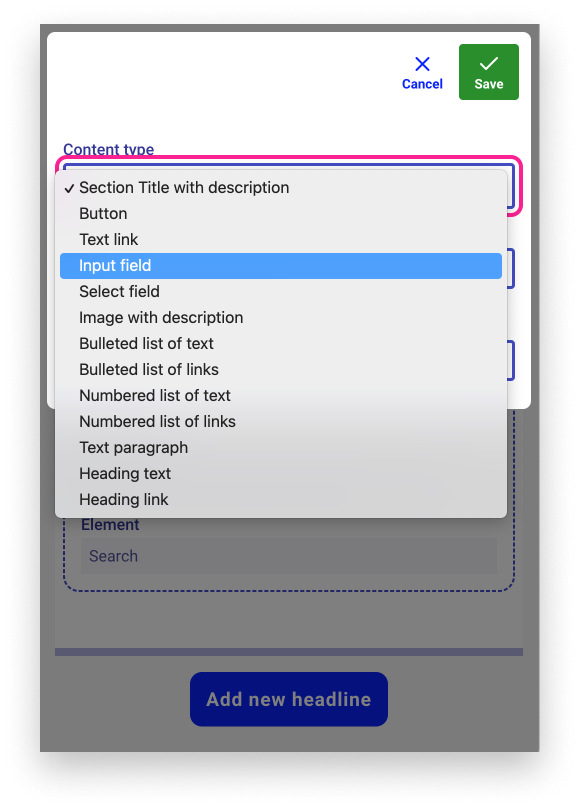 Cancel
Save
Content type
✓ Section Title with description
Button
Text link
Input field
Select field
Image with description
Bulleted list of text
Bulleted list of links
Numbered list of text
Numbered list of links
Text paragraph
Heading text
Heading link
Element
Search
Add new headline